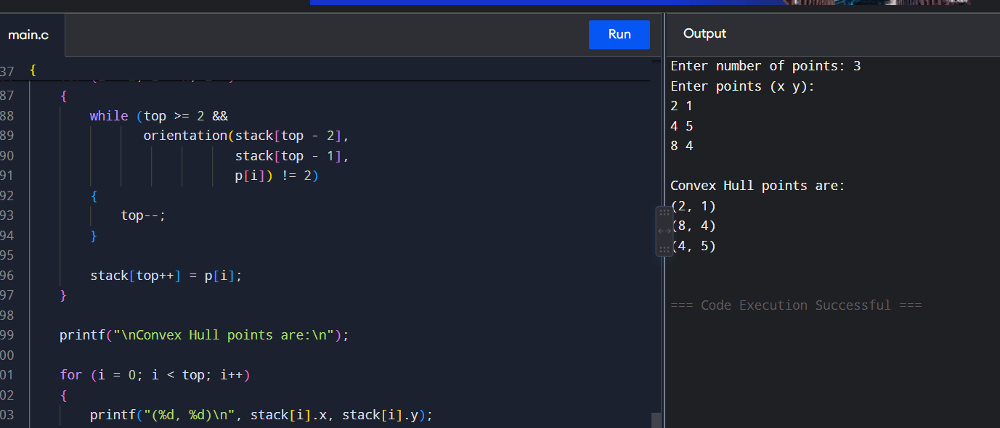 main.c
Run
37 {
87 {
88 while (top >= 2 &&
89 orientation(stack[top - 2],
90 stack[top - 1],
91 p[i]) != 2)
92 {
93 top--;
94 }
95
96 stack[top++] = p[i];
97 }
98
99 printf("\nConvex Hull points are:\n");
00
01 for (i = 0; i < top; i++)
02 {
03 printf("(%d, %d)\n", stack[i].x, stack[i].y);
Output
Enter number of points: 3
Enter points (x y):
2 1
4 5
8 4
Convex Hull points are:
(2, 1)
(8, 4)
(4, 5)
=== Code Execution Successful ===